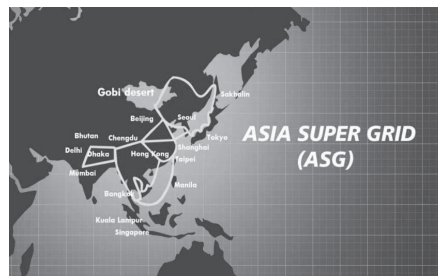 Gobi desert
Sakhalin
Beijing
Seoul
Tokyo
ASIA SUPER GRID
(ASG)
Bhutan
Chengdu
Shanghai
Delhi
Dhaka
Hong Kong
Taipei
Mumbai
Manila
Bangkok
Kuala Lampur
Singapore